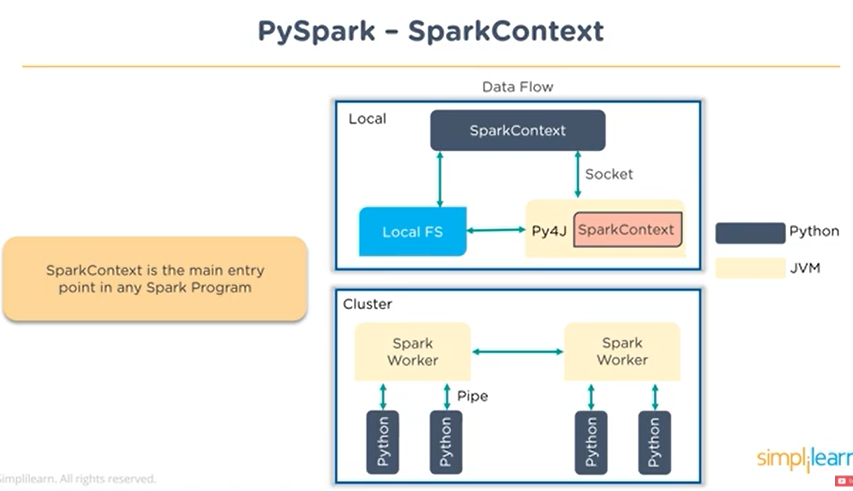 PySpark – SparkContext
Data Flow
Local
SparkContext
Socket
Local FS
Py4J
SparkContext
Python
JVM
SparkContext is the main entry
point in any Spark Program
Cluster
Spark
Worker
Spark
Worker
Pipe
Python
Python
Python
Python
Simplilearn. All rights reserved.
simplilearn